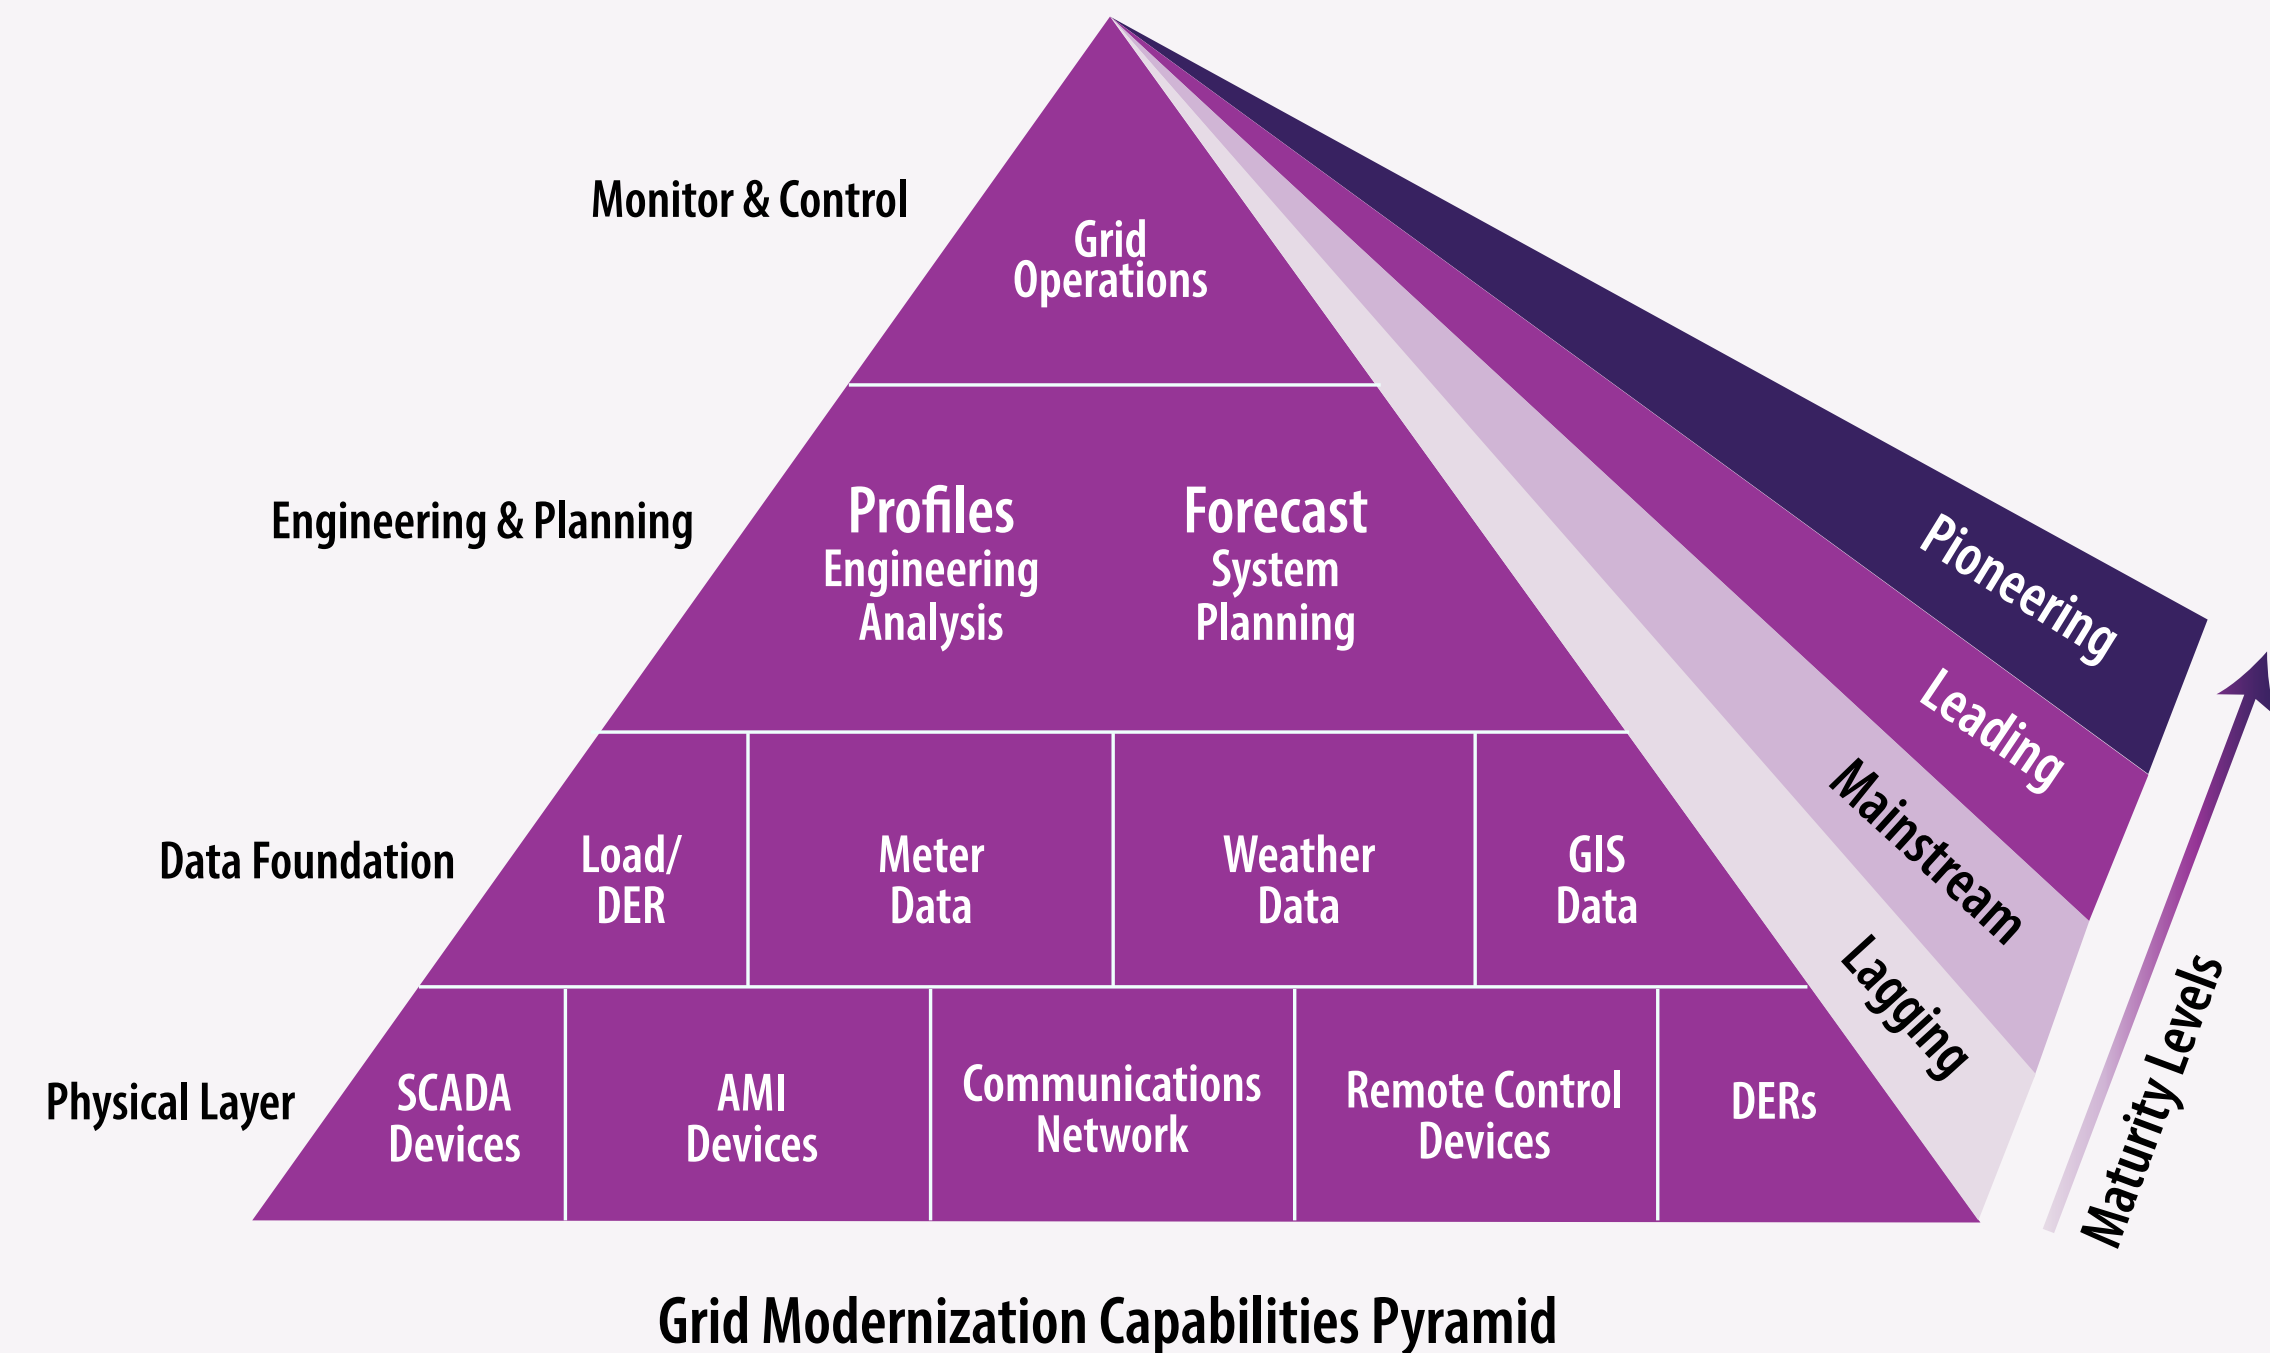 Monitor & Control
Grid
Operations
Engineering & Planning
Profiles
Engineering
Analysis
Forecast
System
Planning
Data Foundation
Load/
DER
Meter
Data
Weather
Data
GIS
Data
Physical Layer
SCADA
Devices
AMI
Devices
Communications
Network
Remote Control
Devices
DERs
Pioneering
Leading
Mainstream
Lagging
Maturity Levels
Grid Modernization Capabilities Pyramid